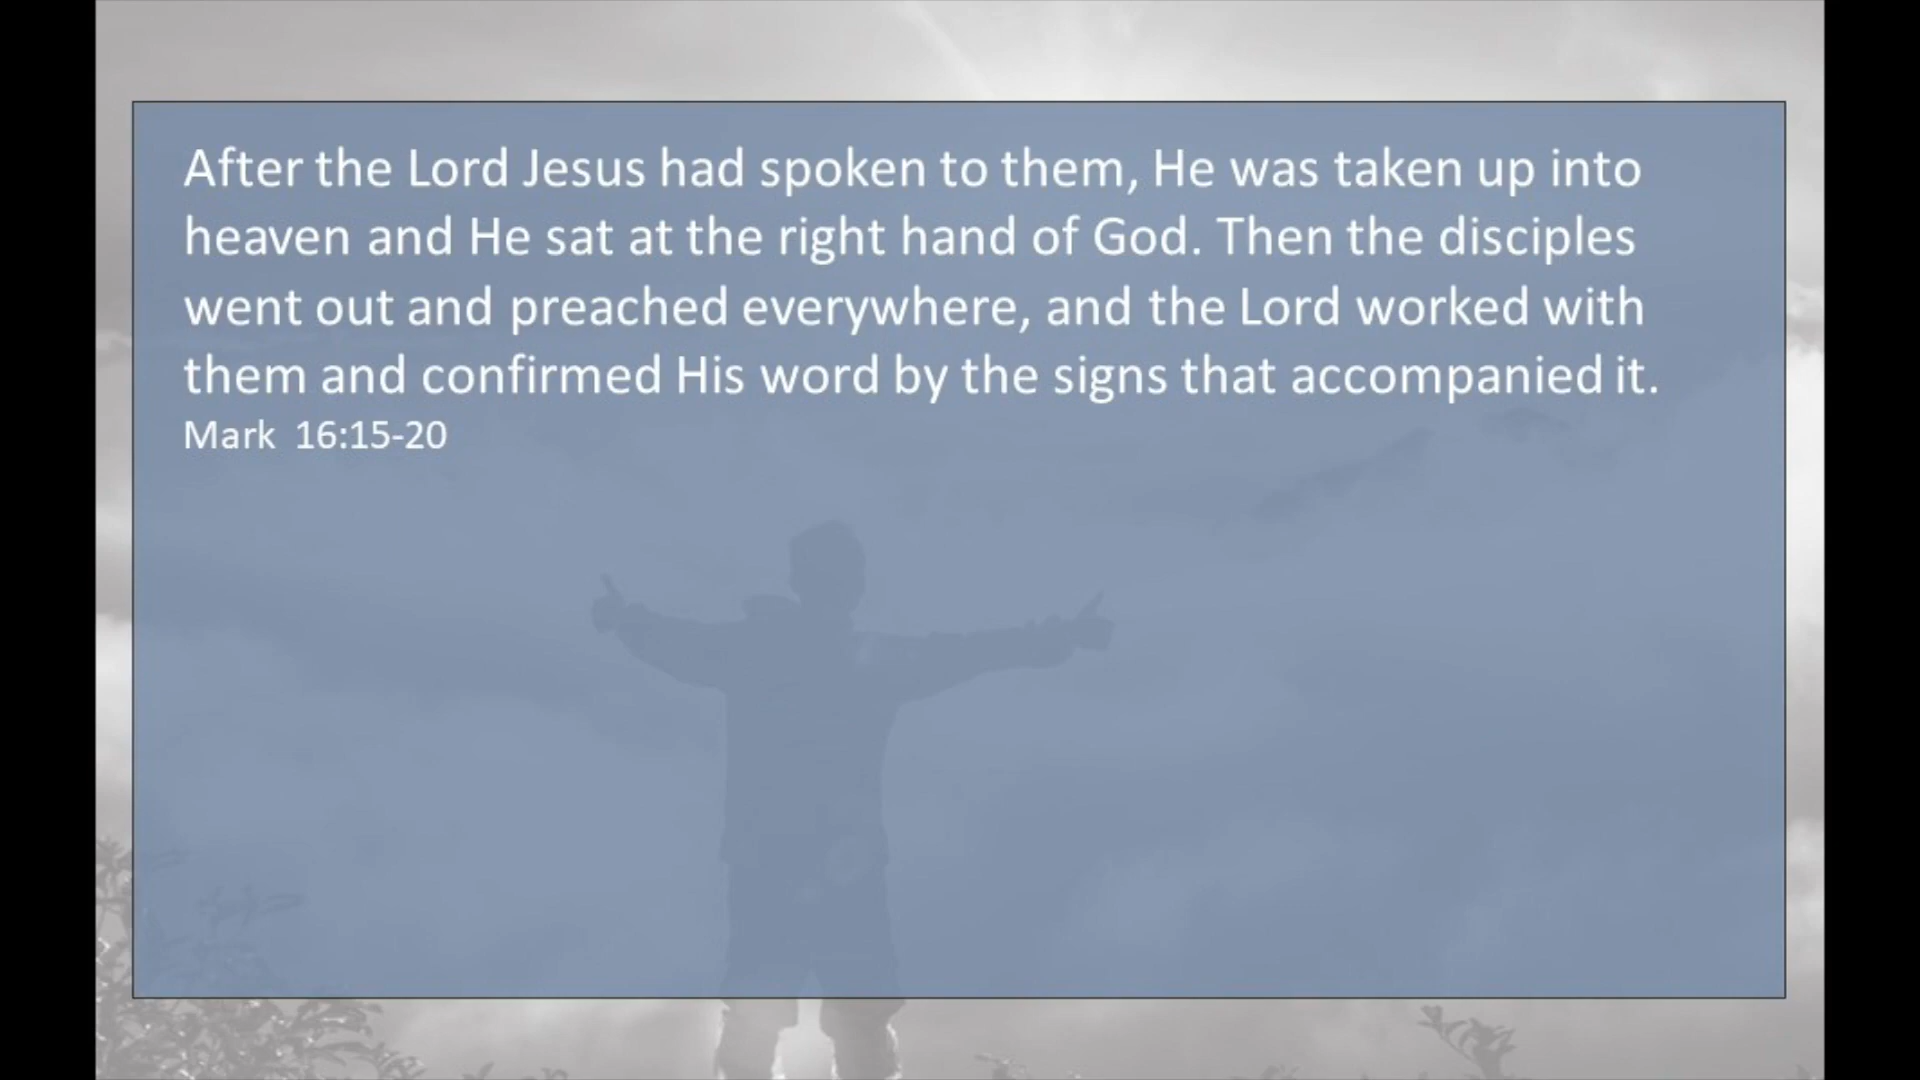 After the Lord Jesus had spoken to them, He was taken up into
heaven and He sat at the right hand of God. Then the disciples
went out and preached everywhere, and the Lord worked with
them and confirmed His word by the signs that accompanied it.
Mark 16:15-20